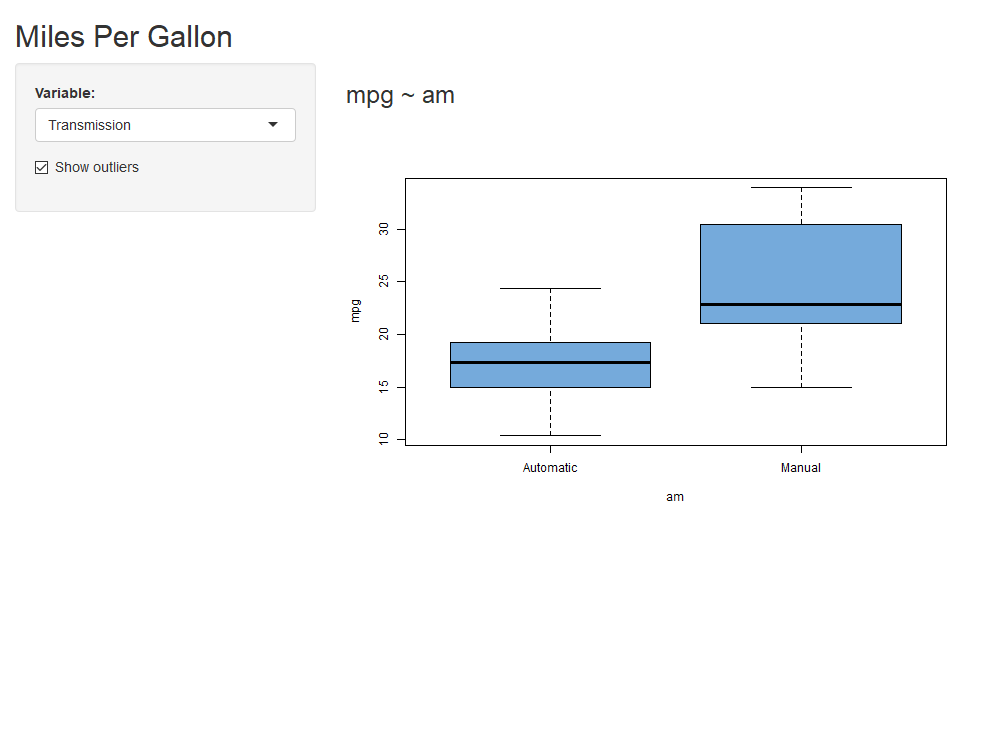 Miles Per Gallon
Variable:
Transmission
Show outliers
mpg ~ am
30
25
20
15
10
mpg
Automatic
Manual
am